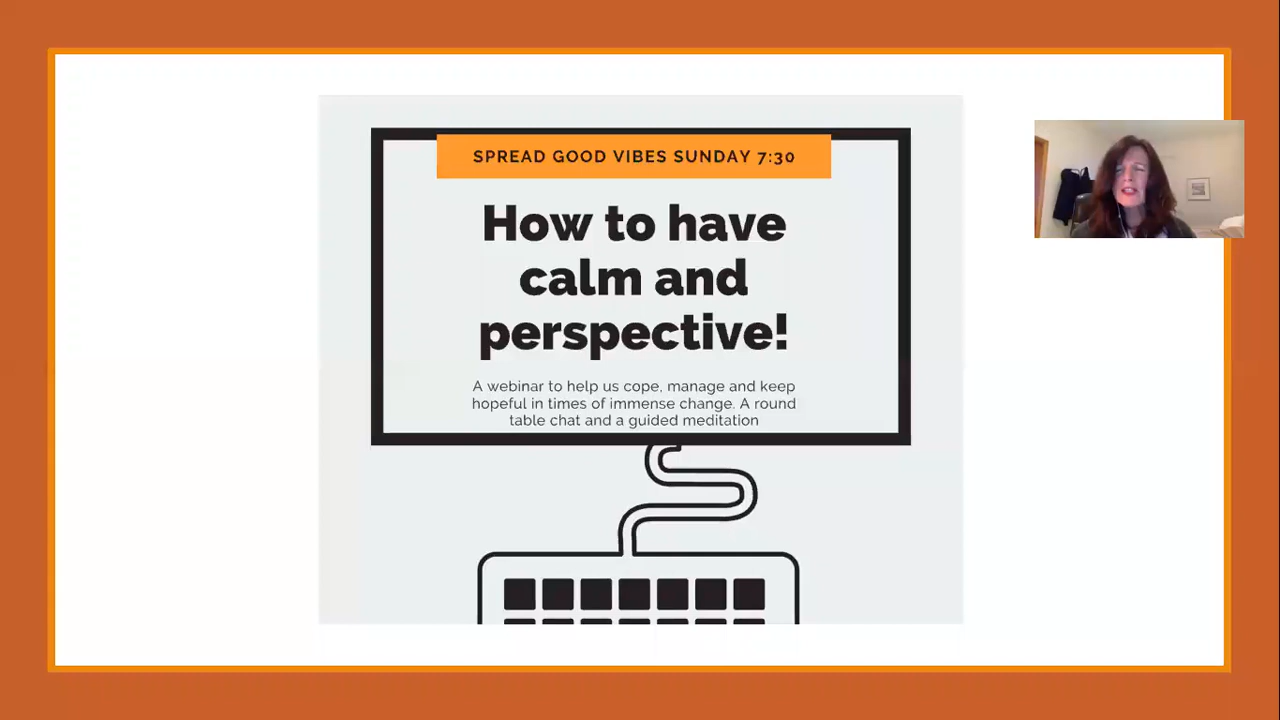 SPREAD GOOD VIBES SUNDAY 7:30
How to have
calm and
perspective!
A webinar to help us cope, manage and keep
hopeful in times of immense change. A round
table chat and a guided meditation